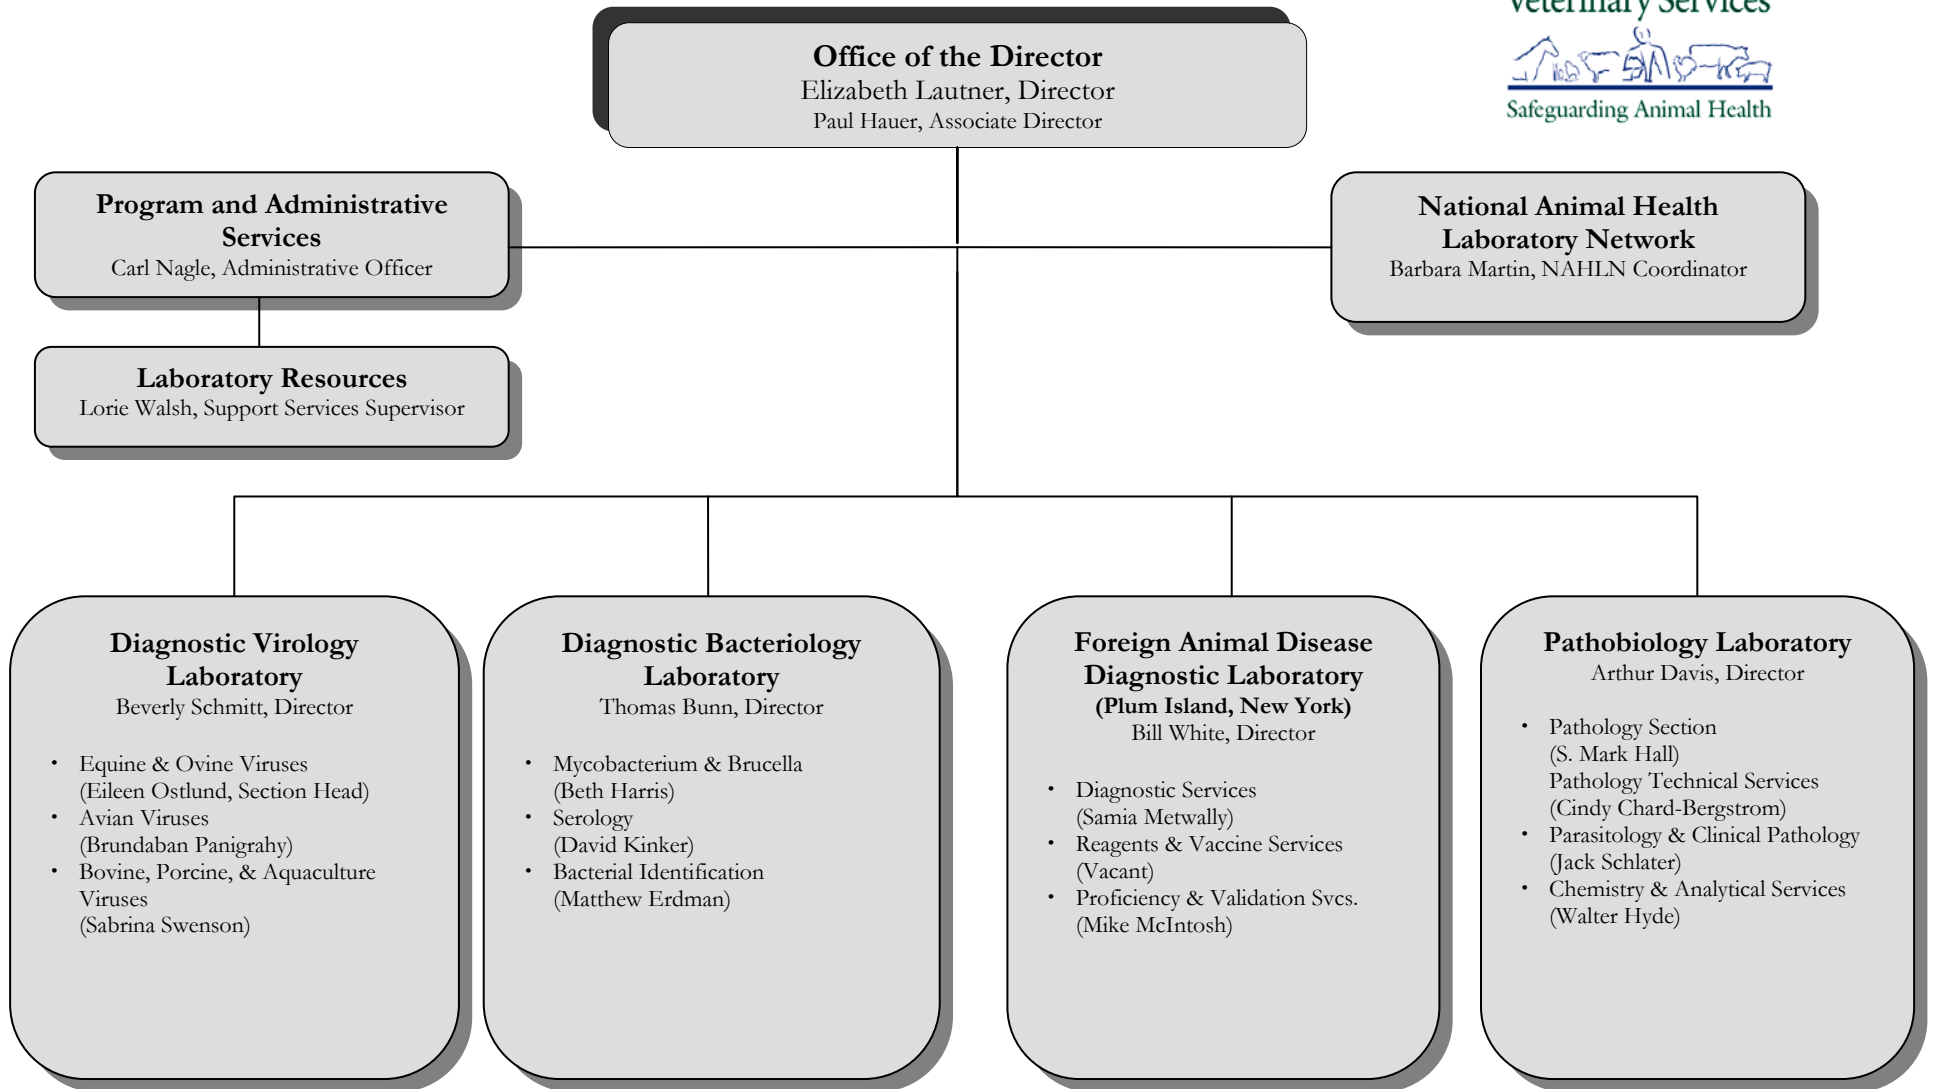 Veterinary Services
Safeguarding Animal Health
Office of the Director
Elizabeth Lautner, Director
Paul Hauer, Associate Director
Program and Administrative
Services
Carl Nagle, Administrative Officer
National Animal Health
Laboratory Network
Barbara Martin, NAHLN Coordinator
Laboratory Resources
Lorie Walsh, Support Services Supervisor
Diagnostic Virology
Laboratory
Beverly Schmitt, Director
• Equine & Ovine Viruses
(Eileen Ostlund, Section Head)
• Avian Viruses
(Brundaban Panigrahy)
• Bovine, Porcine, & Aquaculture
Viruses
(Sabrina Swenson)
Diagnostic Bacteriology
Laboratory
Thomas Bunn, Director
• Mycobacterium & Brucella
(Beth Harris)
• Serology
(David Kinker)
• Bacterial Identification
(Matthew Erdman)
Foreign Animal Disease
Diagnostic Laboratory
(Plum Island, New York)
Bill White, Director
• Diagnostic Services
(Samia Metwally)
• Reagents & Vaccine Services
(Vacant)
• Proficiency & Validation Svcs.
(Mike McIntosh)
Pathobiology Laboratory
Arthur Davis, Director
• Pathology Section
(S. Mark Hall)
Pathology Technical Services
(Cindy Chard-Bergstrom)
• Parasitology & Clinical Pathology
(Jack Schlater)
• Chemistry & Analytical Services
(Walter Hyde)